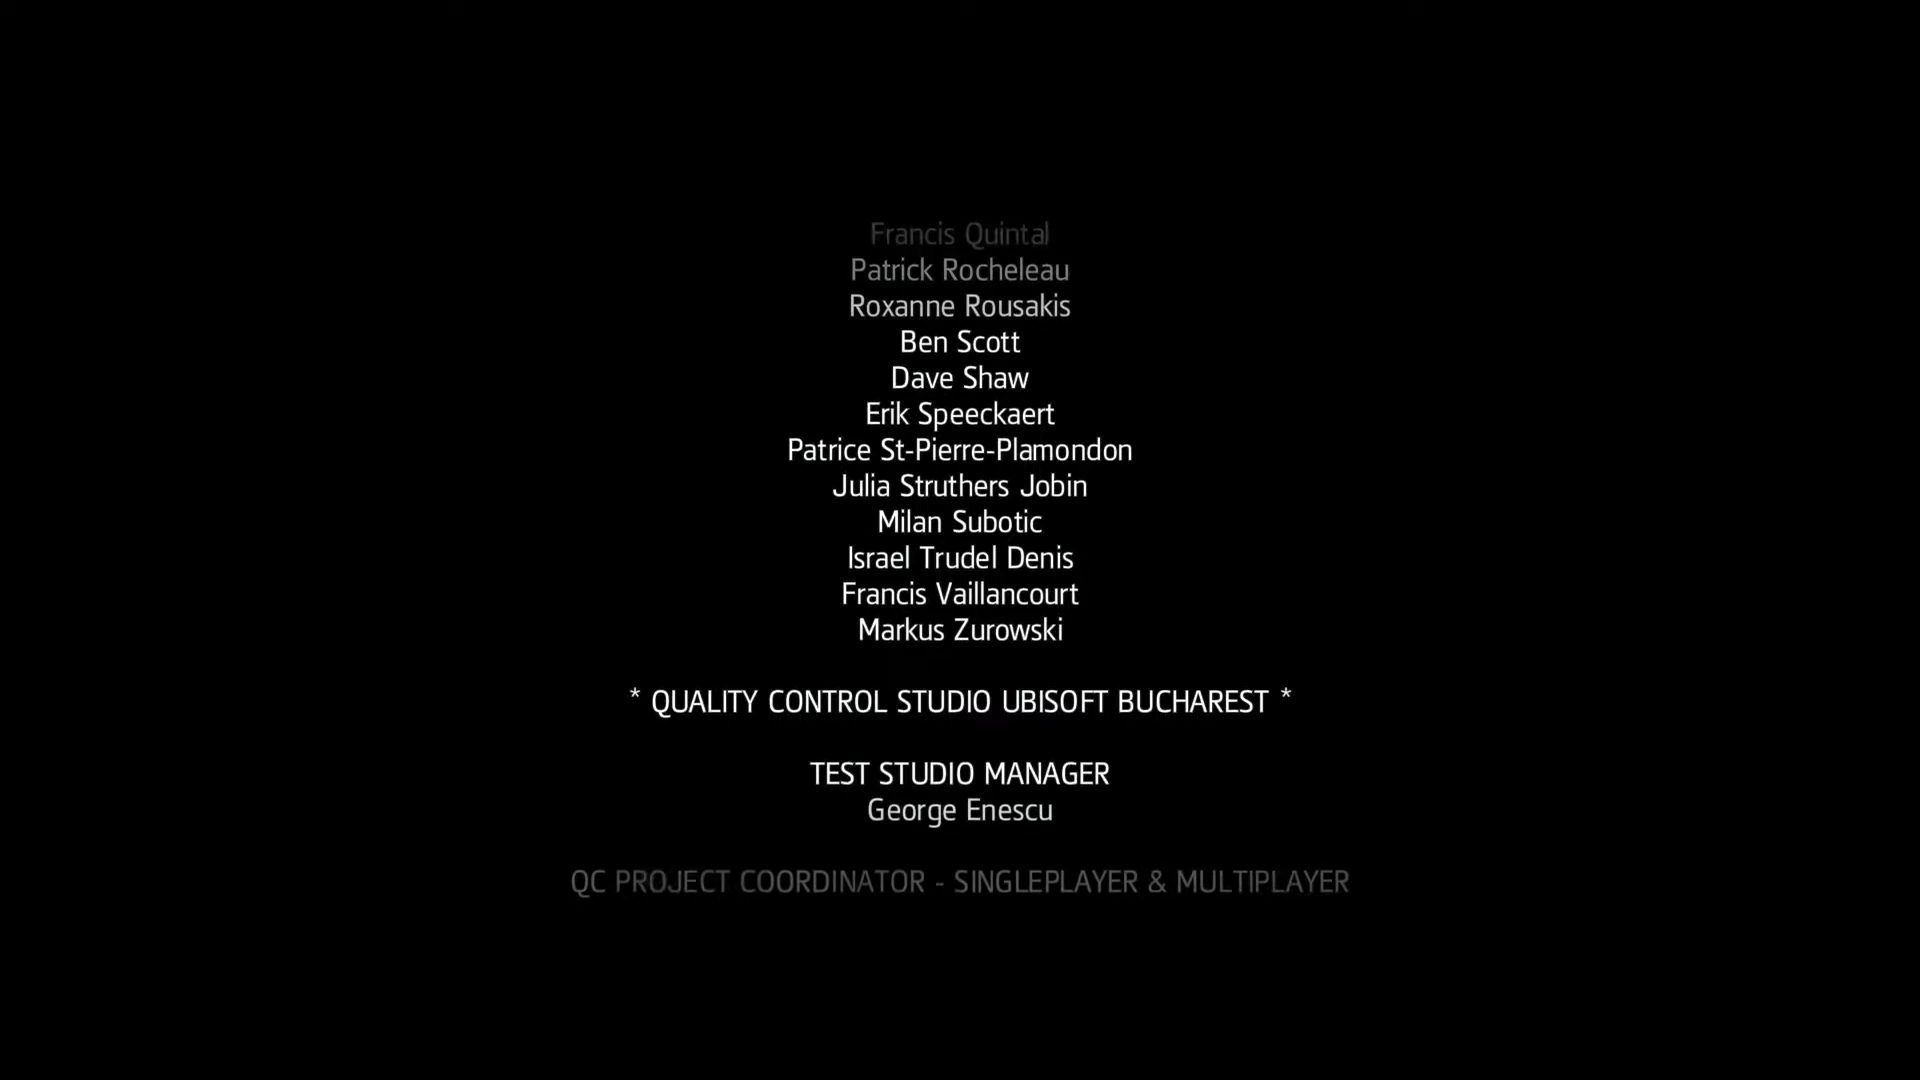 Francis Quintal
Patrick Rocheleau
Roxanne Rousakis
Ben Scott
Dave Shaw
Erik Speeckaert
Patrice St-Pierre-Plamondon
Julia Struthers Jobin
Milan Subotic
Israel Trudel Denis
Francis Vaillancourt
Markus Zurowski
* QUALITY CONTROL STUDIO UBISOFT BUCHAREST *
TEST STUDIO MANAGER
George Enescu
QC PROJECT COORDINATOR - SINGLEPLAYER & MULTIPLAYER